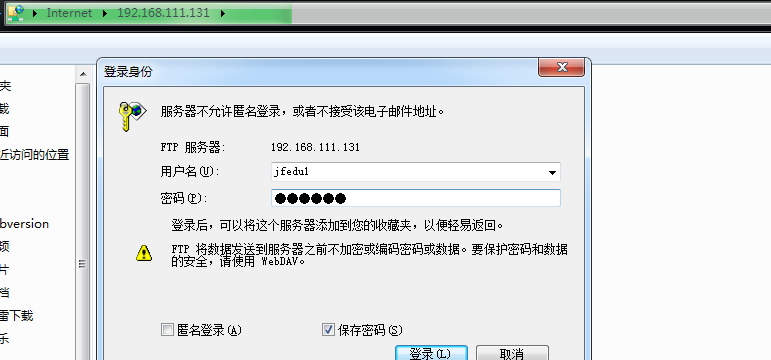 Internet 192.168.111.131
登录身份
夹
载
面
近访问的位置
bversion
频
片
档
雷下载
乐
服务器不允许匿名登录，或者不接受该电子邮件地址。
FTP 服务器: 192.168.111.131
用户名(U): jfedu1
密码(P): ●●●●●●
登录后，可以将这个服务器添加到您的收藏夹，以便轻易返回。
FTP 将数据发送到服务器之前不加密或编码密码或数据。要保护密码和数据
的安全，请使用 WebDAV。
匿名登录(A) 保存密码(S)
登录(L) 取消